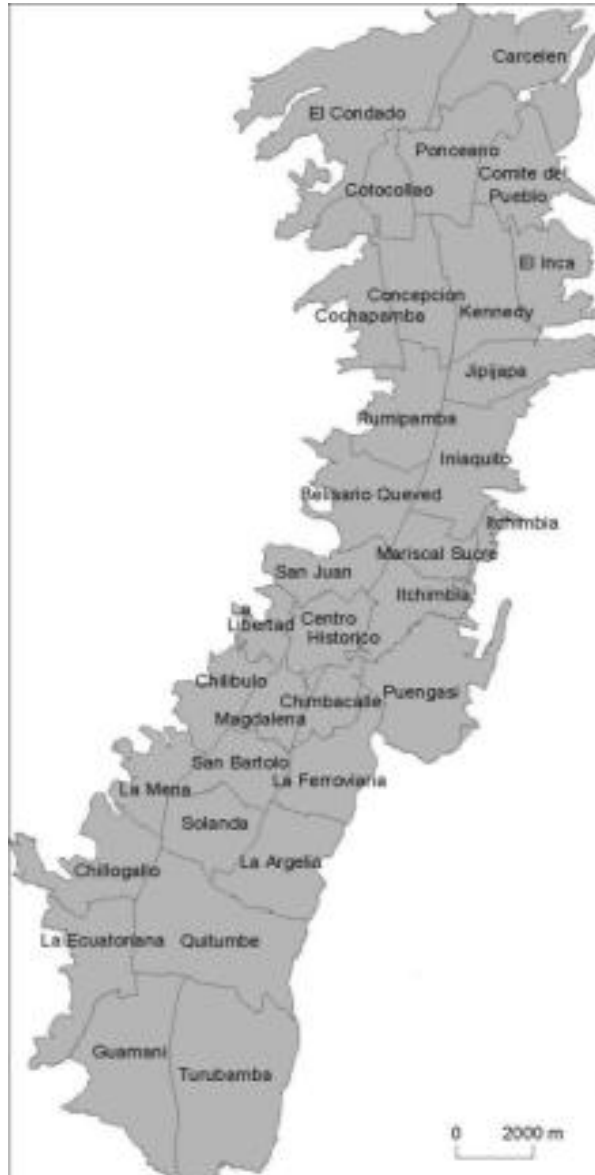 Carcelen
El Condado
Ponceano
Comite del
Pueblo
Cotocollao
El Inca
Concepción
Cochapamba
Kennedy
Jipijapa
Rumipamba
Iniaquito
Belisario Queved
Itchimbia
Mariscal Sucre
San Juan
Itchimbia
La
Libertad
Centro
Historico
Chilibulo
Chimbacalle
Puengasi
Magdalena
San Bartolo
La Ferroviaria
La Mena
Solanda
La Argelia
Chillogallo
La Ecuatoriana
Quitumbe
Guamani
Turubamba
0 2000 m